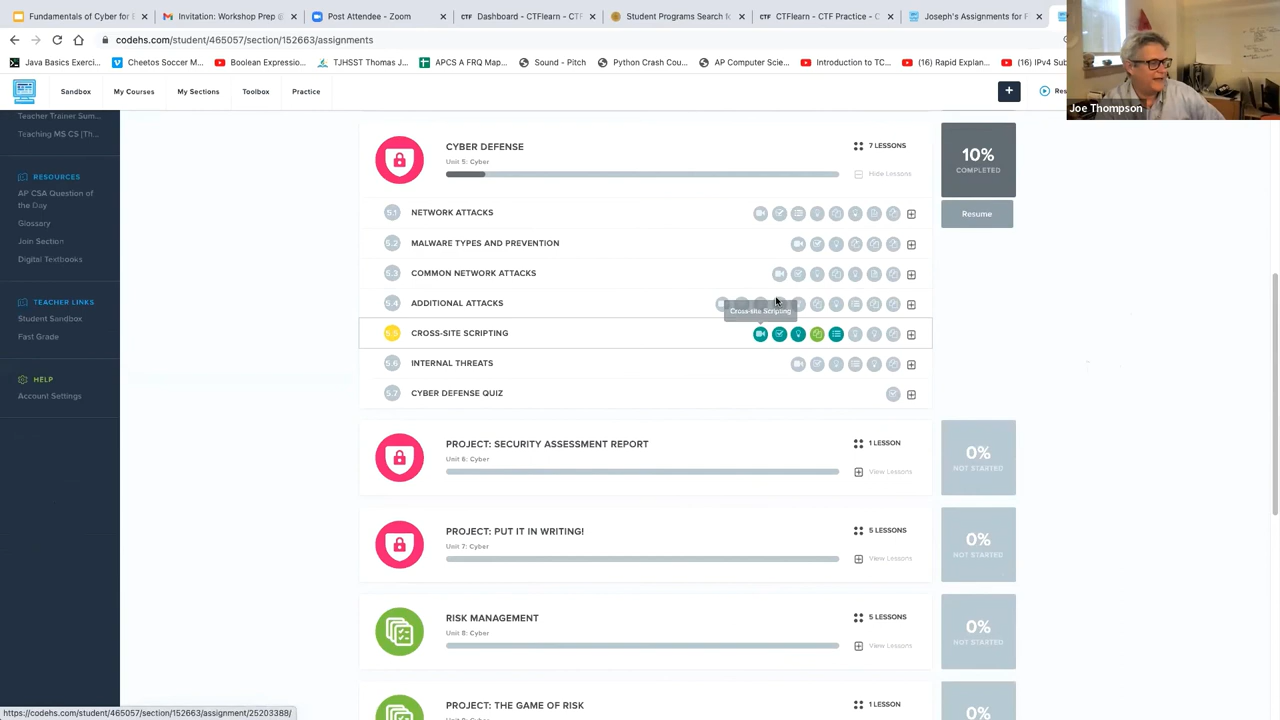 Fundamentals of Cyber for E
Invitation: Workshop Prep @
Post Attendee - Zoom
CTF Dashboard - CTFlearn - CTF
Student Programs Search fo
CTF CTFlearn - CTF Practice - C
Joseph's Assignments for F
codehs.com/student/465057/section/152663/assignments
Java Basics Exerci...
Cheetos Soccer M...
Boolean Expressio...
TJHSST Thomas J...
APCS A FRQ Map...
Sound - Pitch
Python Crash Cou...
AP Computer Scie...
Introduction to TC...
(16) Rapid Explan...
(16) IPv4 Sub
Joe Thompson
Sandbox
My Courses
My Sections
Toolbox
Practice
Teacher Trainer Sum...
Teaching MS CS [Th...
RESOURCES
AP CSA Question of
the Day
Glossary
Join Section
Digital Textbooks
TEACHER LINKS
Student Sandbox
Fast Grade
HELP
Account Settings
CYBER DEFENSE
Unit 5: Cyber
7 LESSONS
Hide Lessons
10%
COMPLETED
Resume
5.1 NETWORK ATTACKS
5.2 MALWARE TYPES AND PREVENTION
5.3 COMMON NETWORK ATTACKS
5.4 ADDITIONAL ATTACKS
Cross-site Scripting
5.5 CROSS-SITE SCRIPTING
5.6 INTERNAL THREATS
5.7 CYBER DEFENSE QUIZ
PROJECT: SECURITY ASSESSMENT REPORT
Unit 6: Cyber
1 LESSON
View Lessons
0%
NOT STARTED
PROJECT: PUT IT IN WRITING!
Unit 7: Cyber
5 LESSONS
View Lessons
0%
NOT STARTED
RISK MANAGEMENT
Unit 8: Cyber
5 LESSONS
View Lessons
0%
NOT STARTED
PROJECT: THE GAME OF RISK
1 LESSON
0%
https://codehs.com/student/465057/section/152663/assignment/25203388/